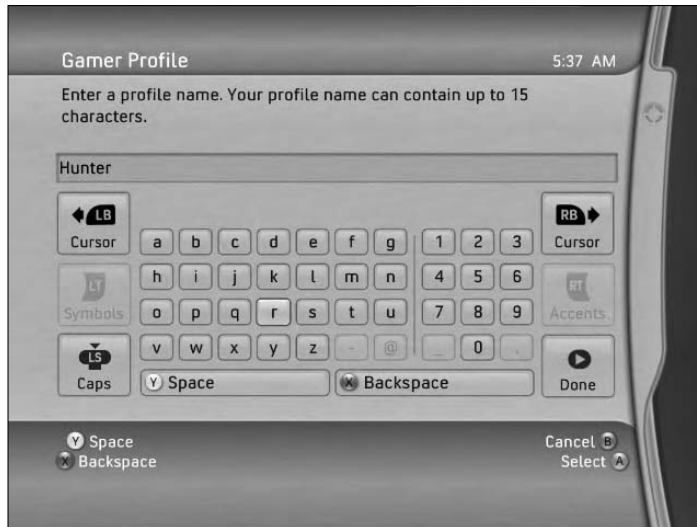 Gamer Profile 5:37 AM
Enter a profile name. Your profile name can contain up to 15
characters.
Hunter
LB RB
Cursor a b c d e f g 1 2 3 Cursor
LT h i j k l m n 4 5 6 RT
Symbols o p q r s t u 7 8 9 Accents
LS v w x y z - @ _ 0 .
Caps Y Space X Backspace Done
Y Space Cancel B
X Backspace Select A